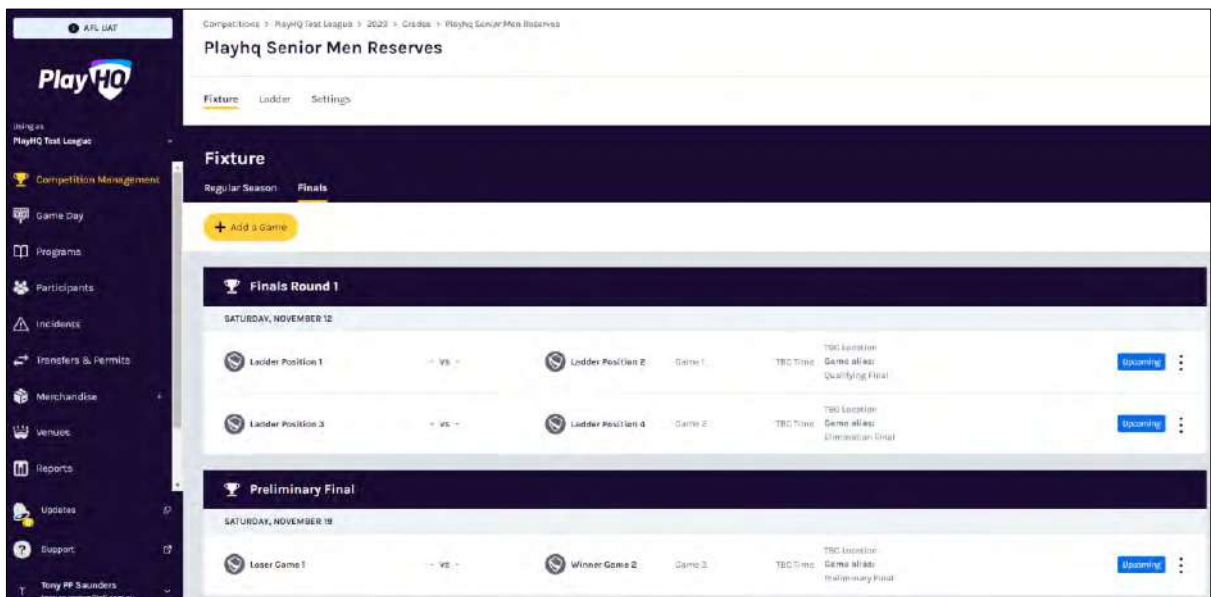 AFL UAT
PlayHQ
Using as
PlayHQ Test League
Competition Management
Game Day
Programs
Participants
Incidents
Transfers & Permits
Merchandise
Venues
Reports
Updates
Support
T Tony PP Saunders
Competitions > PlayHQ Test League > 2023 > Grades > Playhq Senior Men Reserves
Playhq Senior Men Reserves
Fixture Ladder Settings
Fixture
Regular Season Finals
+ Add a Game
Finals Round 1
SATURDAY, NOVEMBER 12
Ladder Position 1 - VS - Ladder Position 2 Game 1 TBC Time TBC Location
Game alias:
Qualifying Final
Upcoming
Ladder Position 3 - VS - Ladder Position 4 Game 2 TBC Time TBC Location
Game alias:
Elimination Final
Upcoming
Preliminary Final
SATURDAY, NOVEMBER 19
Loser Game 1 - VS - Winner Game 2 Game 3 TBC Time TBC Location
Game alias:
Preliminary Final
Upcoming